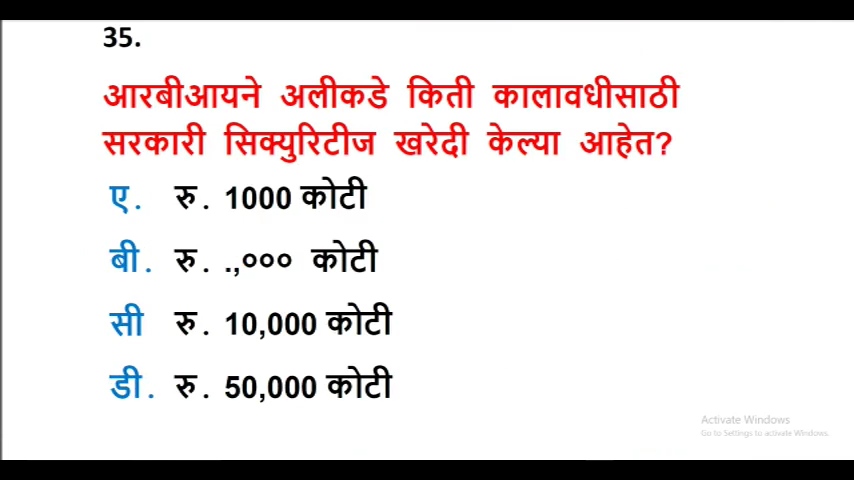 35.
आरबीआयने अलीकडे किती कालावधीसाठी
सरकारी सिक्युरिटीज खरेदी केल्या आहेत?
ए. रु. 1000 कोटी
बी. रु. .,००० कोटी
सी रु. 10,000 कोटी
डी. रु. 50,000 कोटी
Activate Windows
Go to Settings to activate Windows.